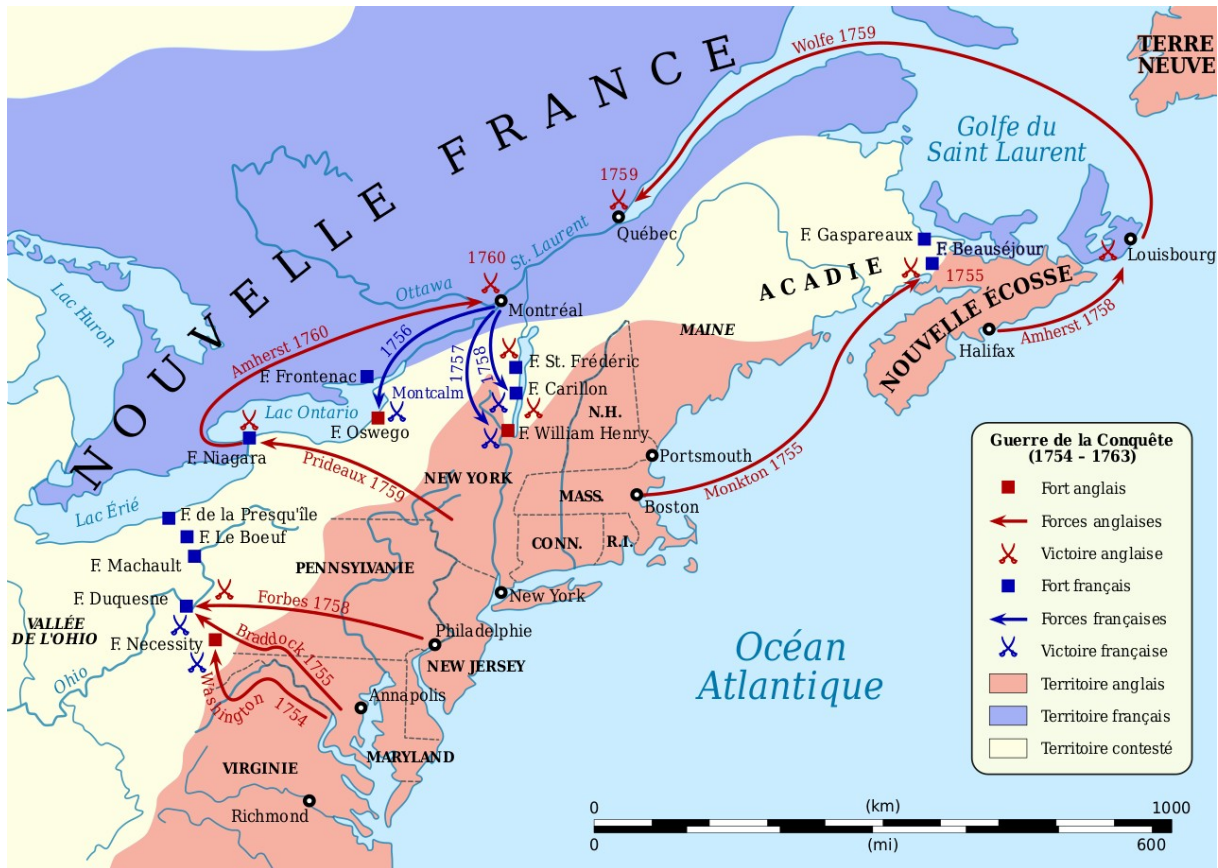 Wolfe 1759
TERRE
NEUVE
NOUVELLE FRANCE
Golfe du
Saint Laurent
1759
Québec
St. Laurent
F. Gaspareaux
F. Beauséjour
Louisbourg
1755
ACADIE
NOUVELLE ÉCOSSE
Halifax
Amherst 1758
1760
Ottawa
Montréal
Lac Huron
Amherst 1760
1756
1757
1758
MAINE
F. St. Frédéric
F. Frontenac
Montcalm
F. Carillon
Lac Ontario
N.H.
F. Oswego
F. William Henry
F. Niagara
Prideaux 1759
NEW YORK
Portsmouth
Monkton 1755
MASS.
Boston
Lac Érié
F. de la Presqu'île
F. Le Boeuf
CONN.
R.I.
F. Machault
PENNSYLVANIE
F. Duquesne
Forbes 1758
New York
VALLÉE
DE L'OHIO
F. Necessity
Braddock 1755
Philadelphie
NEW JERSEY
Ohio
Washington 1754
Annapolis
Océan
Atlantique
MARYLAND
VIRGINIE
Richmond
Guerre de la Conquête
(1754 – 1763)
Fort anglais
Forces anglaises
Victoire anglaise
Fort français
Forces françaises
Victoire française
Territoire anglais
Territoire français
Territoire contesté
0 (km) 1000
0 (mi) 600